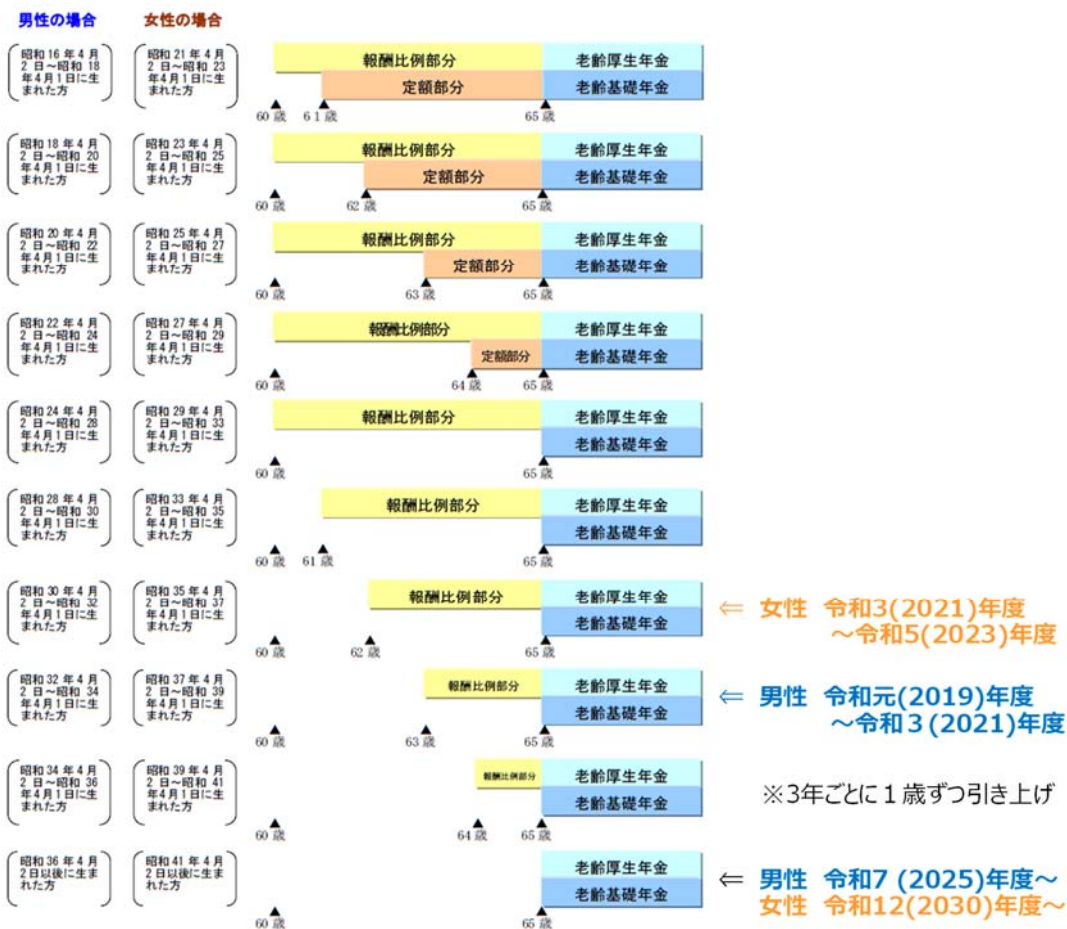 男性の場合 女性の場合
昭和16年4月
2日～昭和18
年4月1日に生
まれた方
昭和21年4月
2日～昭和23
年4月1日に生
まれた方
報酬比例部分 老齢厚生年金
定額部分 老齢基礎年金
60歳 61歳 65歳
昭和18年4月
2日～昭和20
年4月1日に生
まれた方
昭和23年4月
2日～昭和25
年4月1日に生
まれた方
報酬比例部分 老齢厚生年金
定額部分 老齢基礎年金
60歳 62歳 65歳
昭和20年4月
2日～昭和22
年4月1日に生
まれた方
昭和25年4月
2日～昭和27
年4月1日に生
まれた方
報酬比例部分 老齢厚生年金
定額部分 老齢基礎年金
60歳 63歳 65歳
昭和22年4月
2日～昭和24
年4月1日に生
まれた方
昭和27年4月
2日～昭和29
年4月1日に生
まれた方
報酬比例部分 老齢厚生年金
定額部分 老齢基礎年金
60歳 64歳 65歳
昭和24年4月
2日～昭和28
年4月1日に生
まれた方
昭和29年4月
2日～昭和33
年4月1日に生
まれた方
報酬比例部分 老齢厚生年金
老齢基礎年金
60歳 65歳
昭和28年4月
2日～昭和30
年4月1日に生
まれた方
昭和33年4月
2日～昭和35
年4月1日に生
まれた方
報酬比例部分 老齢厚生年金
老齢基礎年金
60歳 61歳 65歳
昭和30年4月
2日～昭和32
年4月1日に生
まれた方
昭和35年4月
2日～昭和37
年4月1日に生
まれた方
報酬比例部分 老齢厚生年金
老齢基礎年金
60歳 62歳 65歳
⇐ 女性 令和3(2021)年度
～令和5(2023)年度
昭和32年4月
2日～昭和34
年4月1日に生
まれた方
昭和37年4月
2日～昭和39
年4月1日に生
まれた方
報酬比例部分 老齢厚生年金
老齢基礎年金
60歳 63歳 65歳
⇐ 男性 令和元(2019)年度
～令和3(2021)年度
昭和34年4月
2日～昭和36
年4月1日に生
まれた方
昭和39年4月
2日～昭和41
年4月1日に生
まれた方
報酬比例部分 老齢厚生年金
老齢基礎年金
60歳 64歳 65歳
※3年ごとに1歳ずつ引き上げ
昭和36年4月
2日以後に生ま
れた方
昭和41年4月
2日以後に生ま
れた方
老齢厚生年金
老齢基礎年金
60歳 65歳
⇐ 男性 令和7(2025)年度～
女性 令和12(2030)年度～